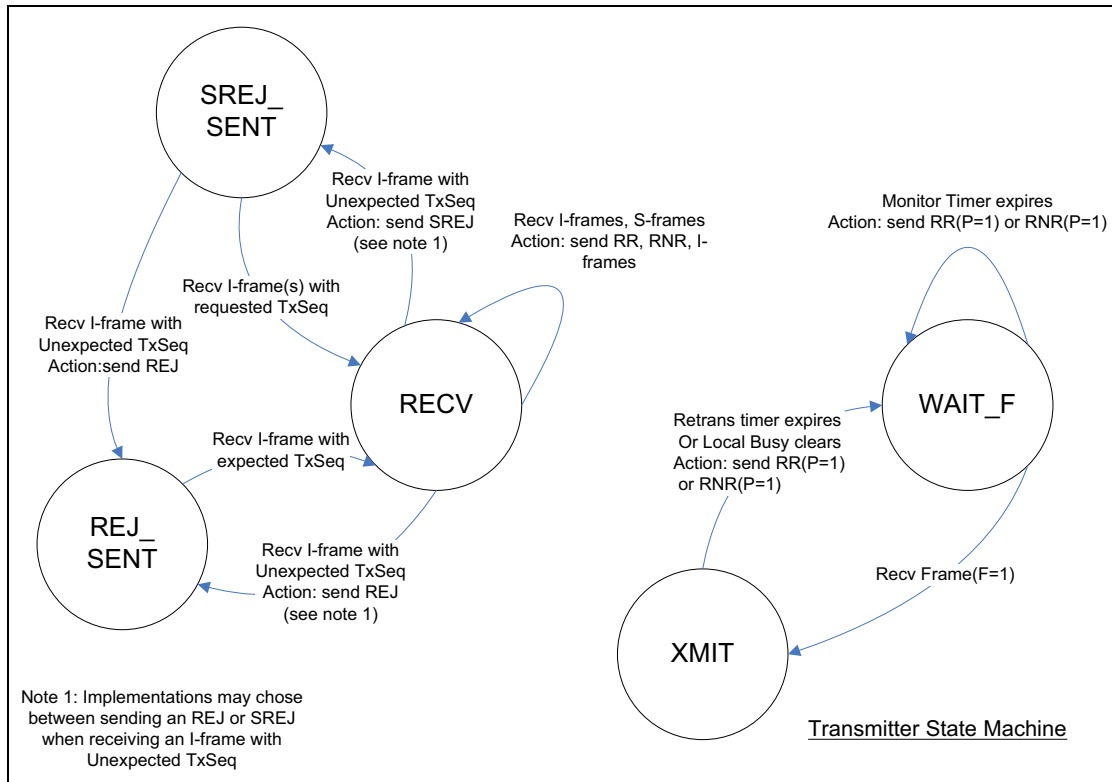 SREJ_
SENT
Recv I-frame with
Unexpected TxSeq
Action: send SREJ
(see note 1)
Recv I-frames, S-frames
Action: send RR, RNR, I-
frames
Recv I-frame(s) with
requested TxSeq
Recv I-frame with
Unexpected TxSeq
Action:send REJ
RECV
Recv I-frame with
expected TxSeq
REJ_
SENT
Recv I-frame with
Unexpected TxSeq
Action: send REJ
(see note 1)
Note 1: Implementations may chose
between sending an REJ or SREJ
when receiving an I-frame with
Unexpected TxSeq
Monitor Timer expires
Action: send RR(P=1) or RNR(P=1)
WAIT_F
Retrans timer expires
Or Local Busy clears
Action: send RR(P=1)
or RNR(P=1)
Recv Frame(F=1)
XMIT
Transmitter State Machine